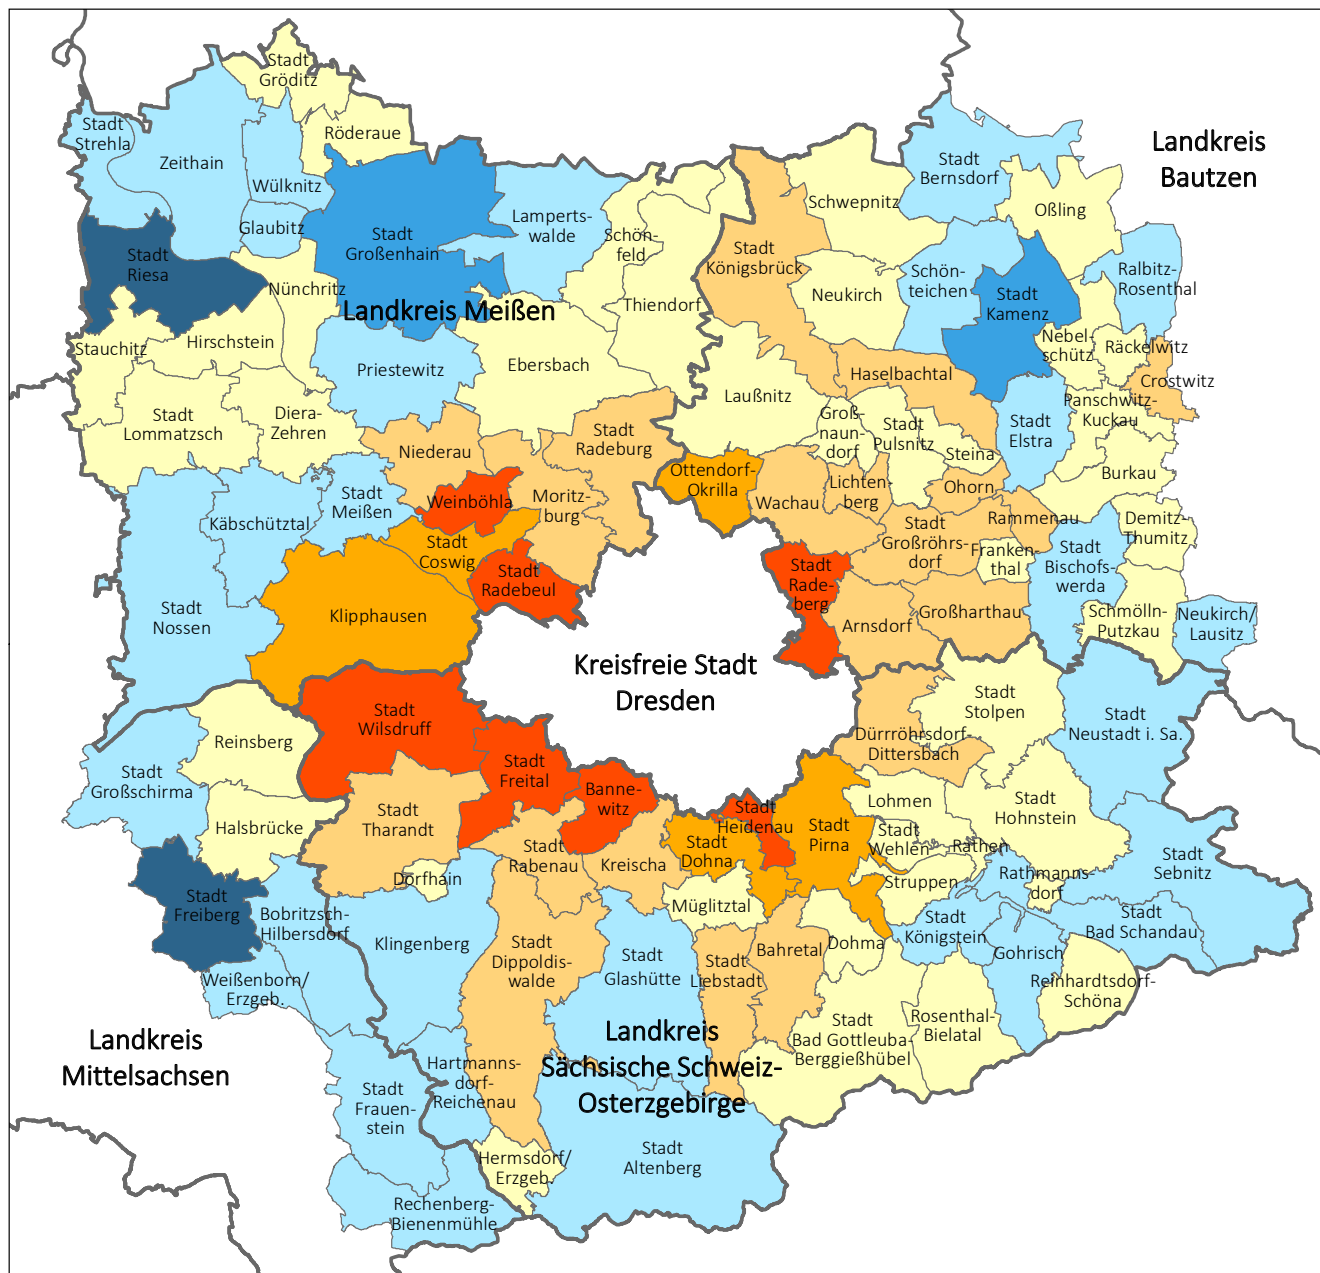 Stadt
Gröditz
Stadt
Strehla
Zeithain
Röderaue
Wülknitz
Glaubitz
Stadt
Riesa
Stadt
Großenhain
Lamperts-
walde
Schön-
feld
Thiendorf
Nünchritz
Landkreis Meißen
Stauchitz
Hirschstein
Priestewitz
Ebersbach
Stadt
Lommatzsch
Diera-
Zehren
Niederau
Stadt
Radeburg
Stadt
Meißen
Käbschütztal
Weinböhla
Moritz-
burg
Stadt
Coswig
Stadt
Radebeul
Klipphausen
Stadt
Nossen
Landkreis
Bautzen
Stadt
Bernsdorf
Schwepnitz
Oßling
Stadt
Königsbrück
Neukirch
Schön-
teichen
Stadt
Kamenz
Ralbitz-
Rosenthal
Nebel-
schütz
Räckelwitz
Crostwitz
Haselbachtal
Laußnitz
Groß-
naun-
dorf
Stadt
Pulsnitz
Steina
Stadt
Elstra
Panschwitz-
Kuckau
Burkau
Ottendorf-
Okrilla
Wachau
Lichten-
berg
Ohorn
Rammenau
Demitz-
Thumitz
Stadt
Großröhrs-
dorf
Franken-
thal
Stadt
Bischofs-
werda
Stadt
Rade-
berg
Arnsdorf
Großharthau
Schmölln-
Putzkau
Neukirch/
Lausitz
Kreisfreie Stadt
Dresden
Stadt
Wilsdruff
Reinsberg
Stadt
Großschirma
Halsbrücke
Stadt
Freital
Banne-
witz
Stadt
Tharandt
Stadt
Rabenau
Kreischa
Stadt
Dohna
Stadt
Heidenau
Stadt
Pirna
Dürrröhrsdorf-
Dittersbach
Stadt
Stolpen
Stadt
Neustadt i. Sa.
Lohmen
Stadt
Hohnstein
Stadt
Wehlen
Rathen
Struppen
Rathmanns-
dorf
Stadt
Sebnitz
Dorfhain
Stadt
Freiberg
Bobritzsch-
Hilbersdorf
Klingenberg
Müglitztal
Stadt
Königstein
Stadt
Bad Schandau
Weißenborn/
Erzgeb.
Stadt
Dippoldis-
walde
Stadt
Glashütte
Stadt
Liebstadt
Bahretal
Dohma
Gohrisch
Reinhardtsdorf-
Schöna
Rosenthal-
Bielatal
Stadt
Bad Gottleuba-
Berggießhübel
Landkreis
Mittelsachsen
Landkreis
Sächsische Schweiz-
Osterzgebirge
Hartmanns-
dorf-
Reichenau
Stadt
Frauen-
stein
Hermsdorf/
Erzgeb.
Stadt
Altenberg
Rechenberg-
Bienenmühle